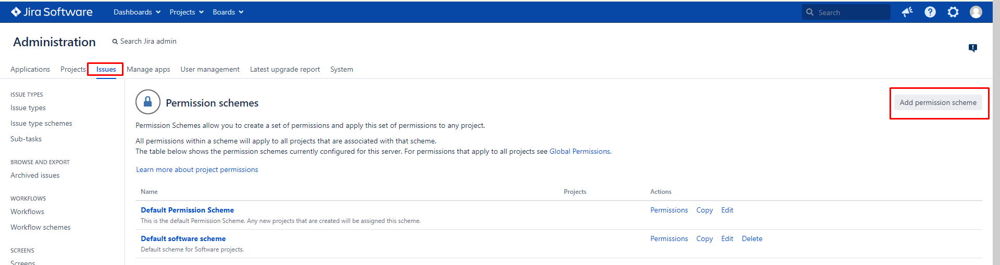 Jira Software Dashboards Projects Boards Search
Administration Search Jira admin
Applications Projects Issues Manage apps User management Latest upgrade report System
ISSUE TYPES
Issue types
Issue type schemes
Sub-tasks
BROWSE AND EXPORT
Archived issues
WORKFLOWS
Workflows
Workflow schemes
SCREENS
Screens
Permission schemes
Add permission scheme
Permission Schemes allow you to create a set of permissions and apply this set of permissions to any project.
All permissions within a scheme will apply to all projects that are associated with that scheme.
The table below shows the permission schemes currently configured for this server. For permissions that apply to all projects see Global Permissions.
Learn more about project permissions
Name Projects Actions
Default Permission Scheme Permissions Copy Edit
This is the default Permission Scheme. Any new projects that are created will be assigned this scheme.
Default software scheme Permissions Copy Edit Delete
Default scheme for Software projects.